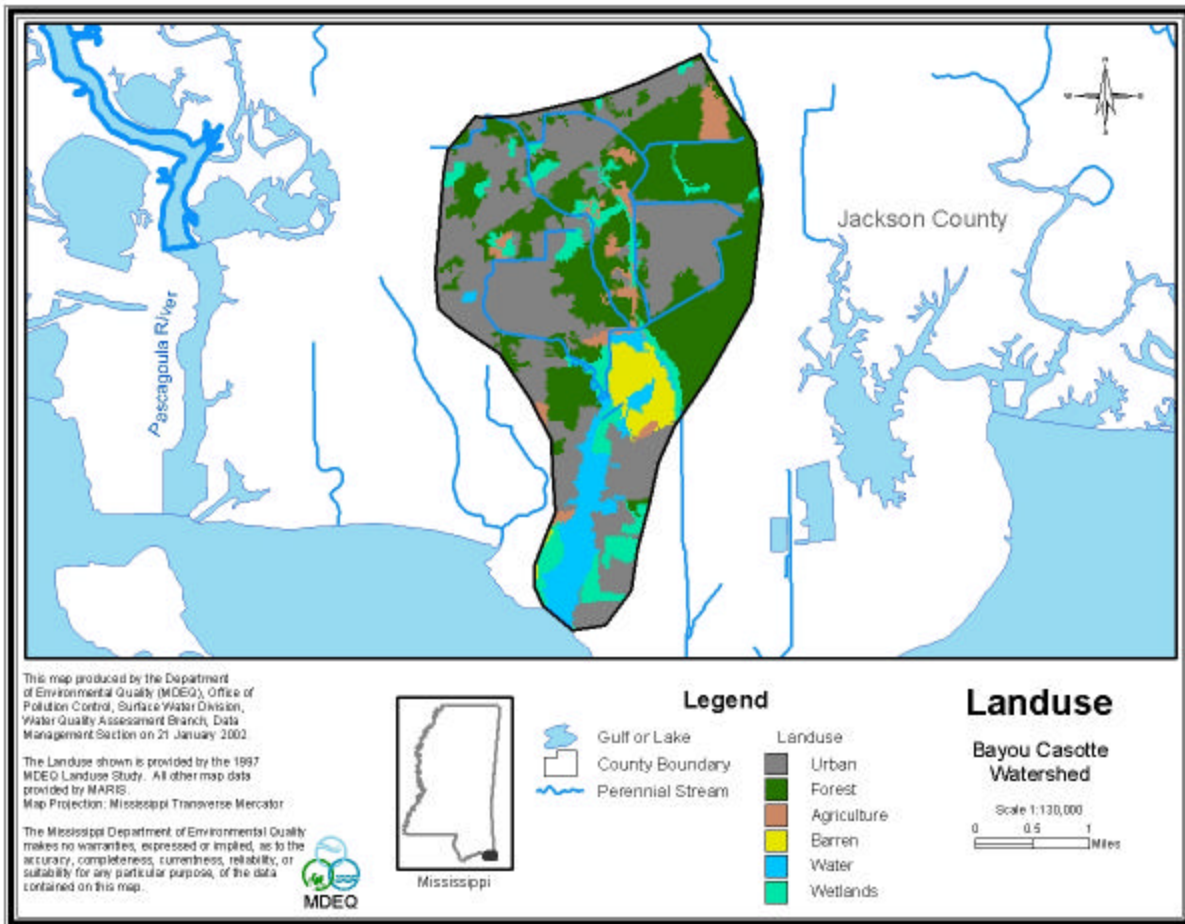 Jackson County
Pascagoula River
N
W
E
S
This map produced by the Department
of Environmental Quality (MDEQ), Office of
Pollution Control, Surface Water Division,
Water Quality Assessment Branch, Data
Management Section on 21 January 2002.
The Landuse shown is provided by the 1997
MDEQ Landuse Study. All other map data
provided by MARIS.
Map Projection: Mississippi Transverse Mercator
The Mississippi Department of Environmental Quality
makes no warranties, expressed or implied, as to the
accuracy, completeness, currentness, reliability, or
suitability for any particular purpose, of the data
contained on this map.
MDEQ
Mississippi
Legend
Gulf or Lake
County Boundary
Perennial Stream
Landuse
Urban
Forest
Agriculture
Barren
Water
Wetlands
Landuse
Bayou Casotte
Watershed
Scale 1:130,000
0 0.5 1
Miles